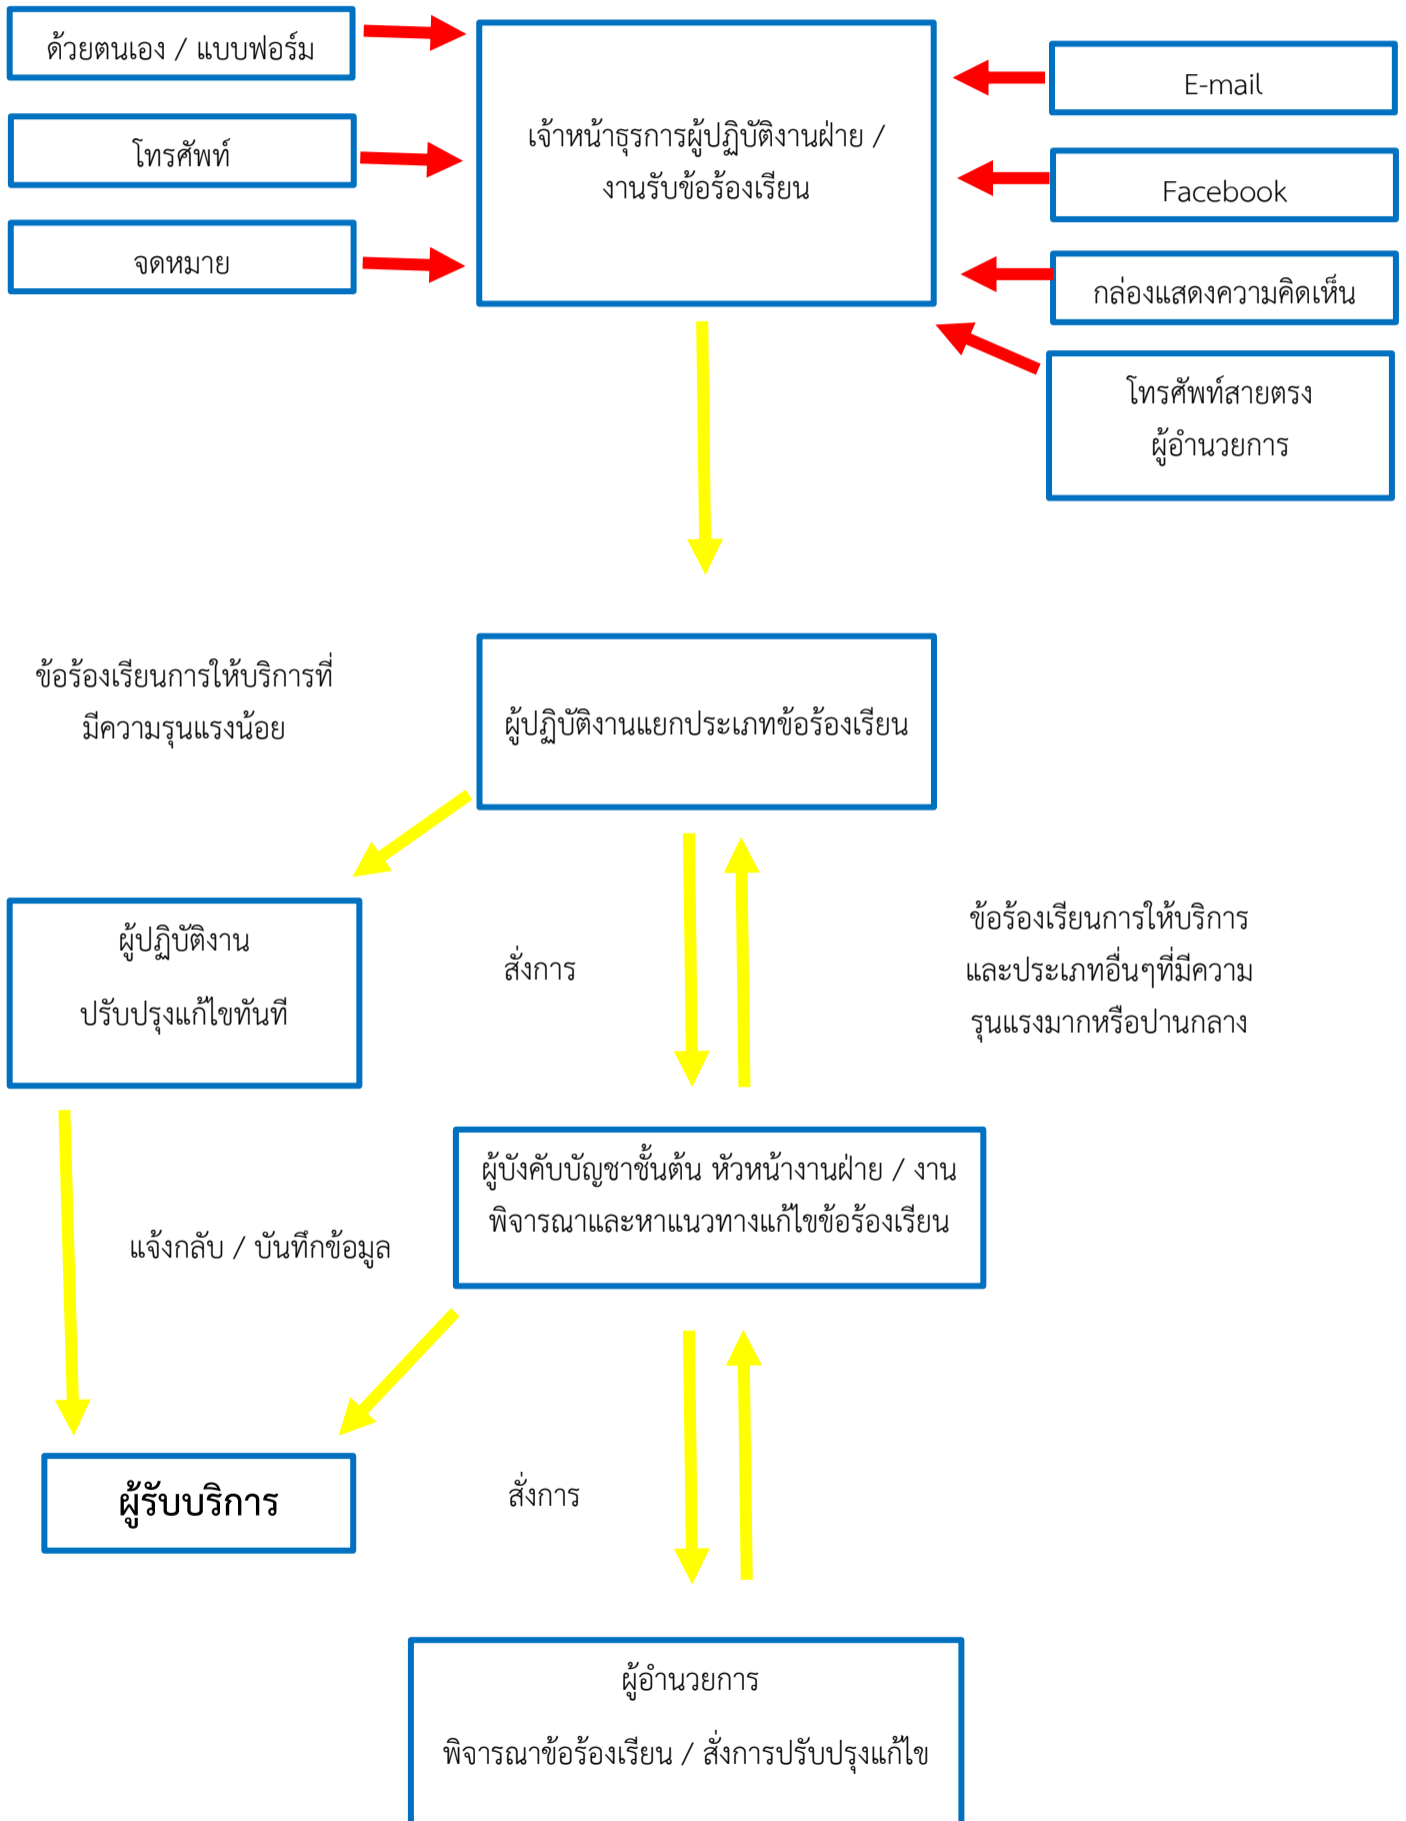 ด้วยตนเอง / แบบฟอร์ม
โทรศัพท์
จดหมาย
เจ้าหน้าธุรการผู้ปฏิบัติงานฝ่าย /
งานรับข้อร้องเรียน
E-mail
Facebook
กล่องแสดงความคิดเห็น
โทรศัพท์สายตรง
ผู้อำนวยการ
ข้อร้องเรียนการให้บริการที่
มีความรุนแรงน้อย
ผู้ปฏิบัติงานแยกประเภทข้อร้องเรียน
ผู้ปฏิบัติงาน
ปรับปรุงแก้ไขทันที
สั่งการ
ข้อร้องเรียนการให้บริการ
และประเภทอื่นๆที่มีความ
รุนแรงมากหรือปานกลาง
ผู้บังคับบัญชาชั้นต้น หัวหน้างานฝ่าย / งาน
พิจารณาและหาแนวทางแก้ไขข้อร้องเรียน
แจ้งกลับ / บันทึกข้อมูล
ผู้รับบริการ
สั่งการ
ผู้อำนวยการ
พิจารณาข้อร้องเรียน / สั่งการปรับปรุงแก้ไข